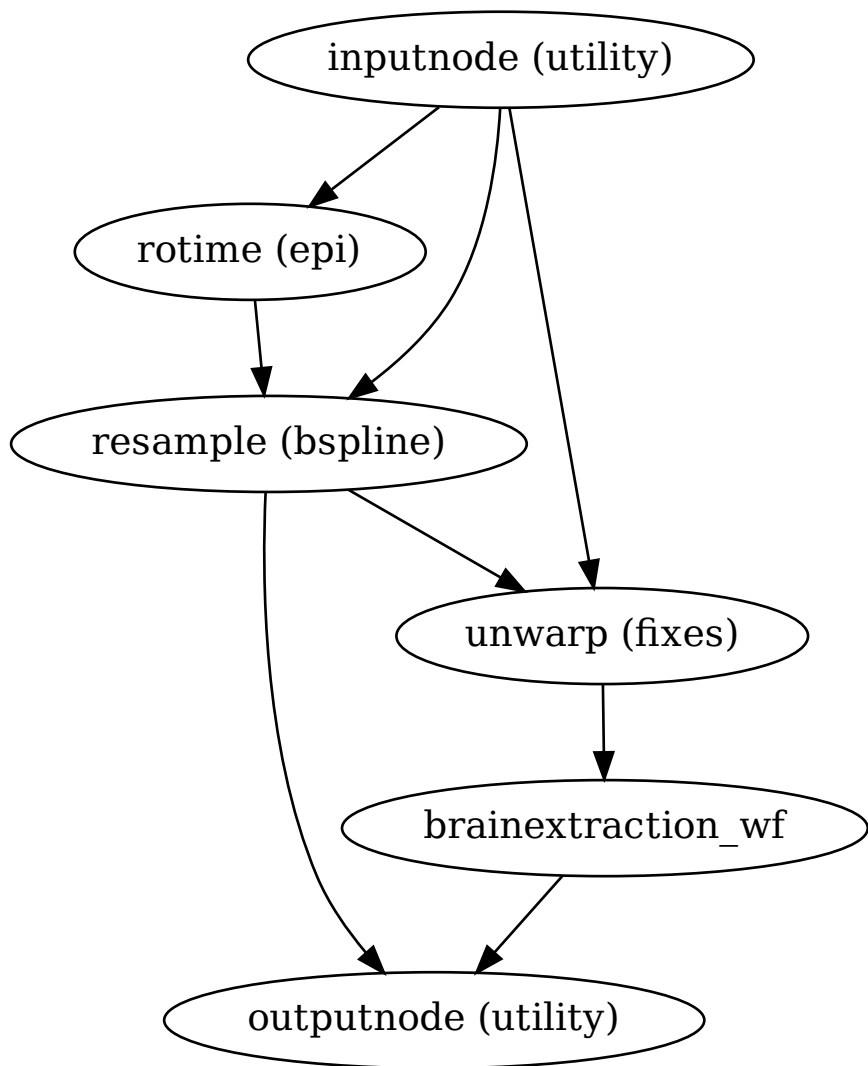 inputnode (utility)
rotime (epi)
resample (bspline)
unwarp (fixes)
brainextraction_wf
outputnode (utility)